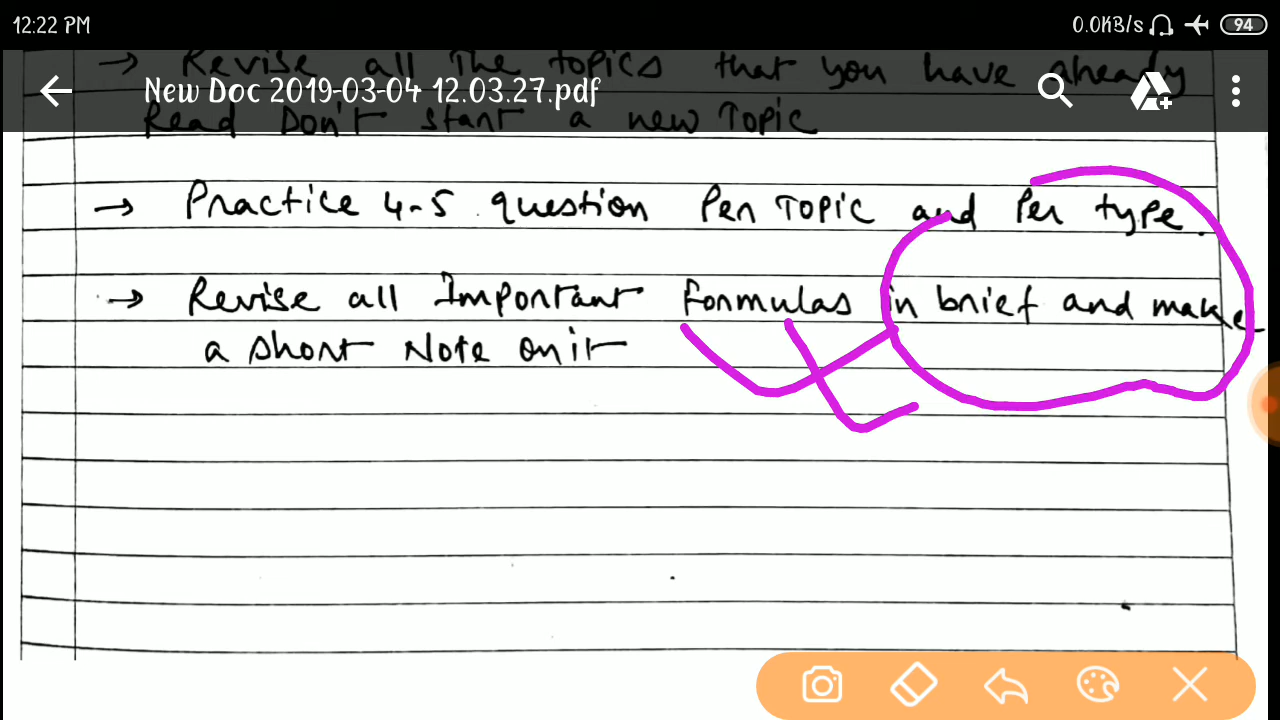 12:22 PM
0.0KB/s 94
→ Revise all The topics that you have already
New Doc 2019-03-04 12.03.27.pdf
Read Don't start a new Topic
→ Practice 4-5 question Per Topic and Per type.
→ Revise all Important Formulas in brief and make
a short Note on it